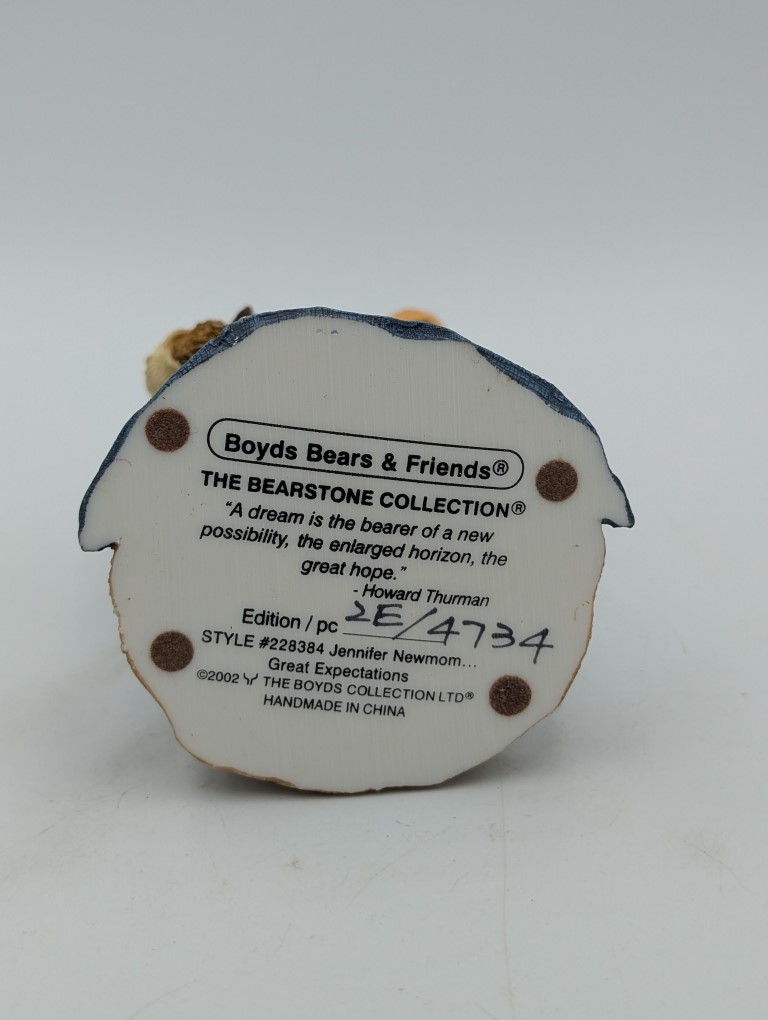 Boyds Bears & Friends®
THE BEARSTONE COLLECTION®
"A dream is the bearer of a new
possibility, the enlarged horizon, the
great hope."
- Howard Thurman
Edition / pc 2E/4734
STYLE #228384 Jennifer Newmom...
Great Expectations
©2002 THE BOYDS COLLECTION LTD®
HANDMADE IN CHINA